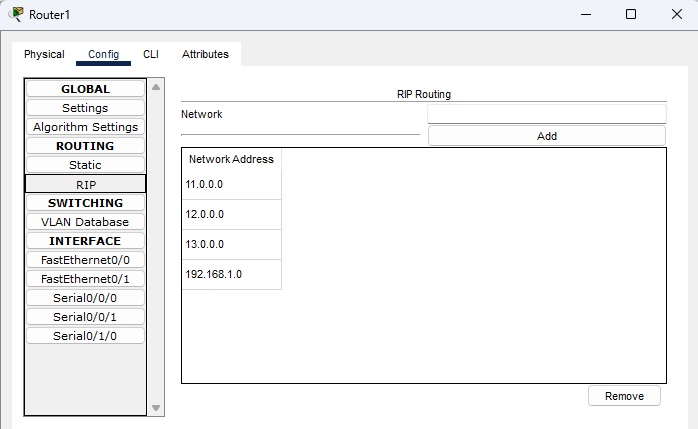 Router1
Physical Config CLI Attributes
GLOBAL
Settings
Algorithm Settings
ROUTING
Static
RIP
SWITCHING
VLAN Database
INTERFACE
FastEthernet0/0
FastEthernet0/1
Serial0/0/0
Serial0/0/1
Serial0/1/0
RIP Routing
Network
Add
Network Address
11.0.0.0
12.0.0.0
13.0.0.0
192.168.1.0
Remove